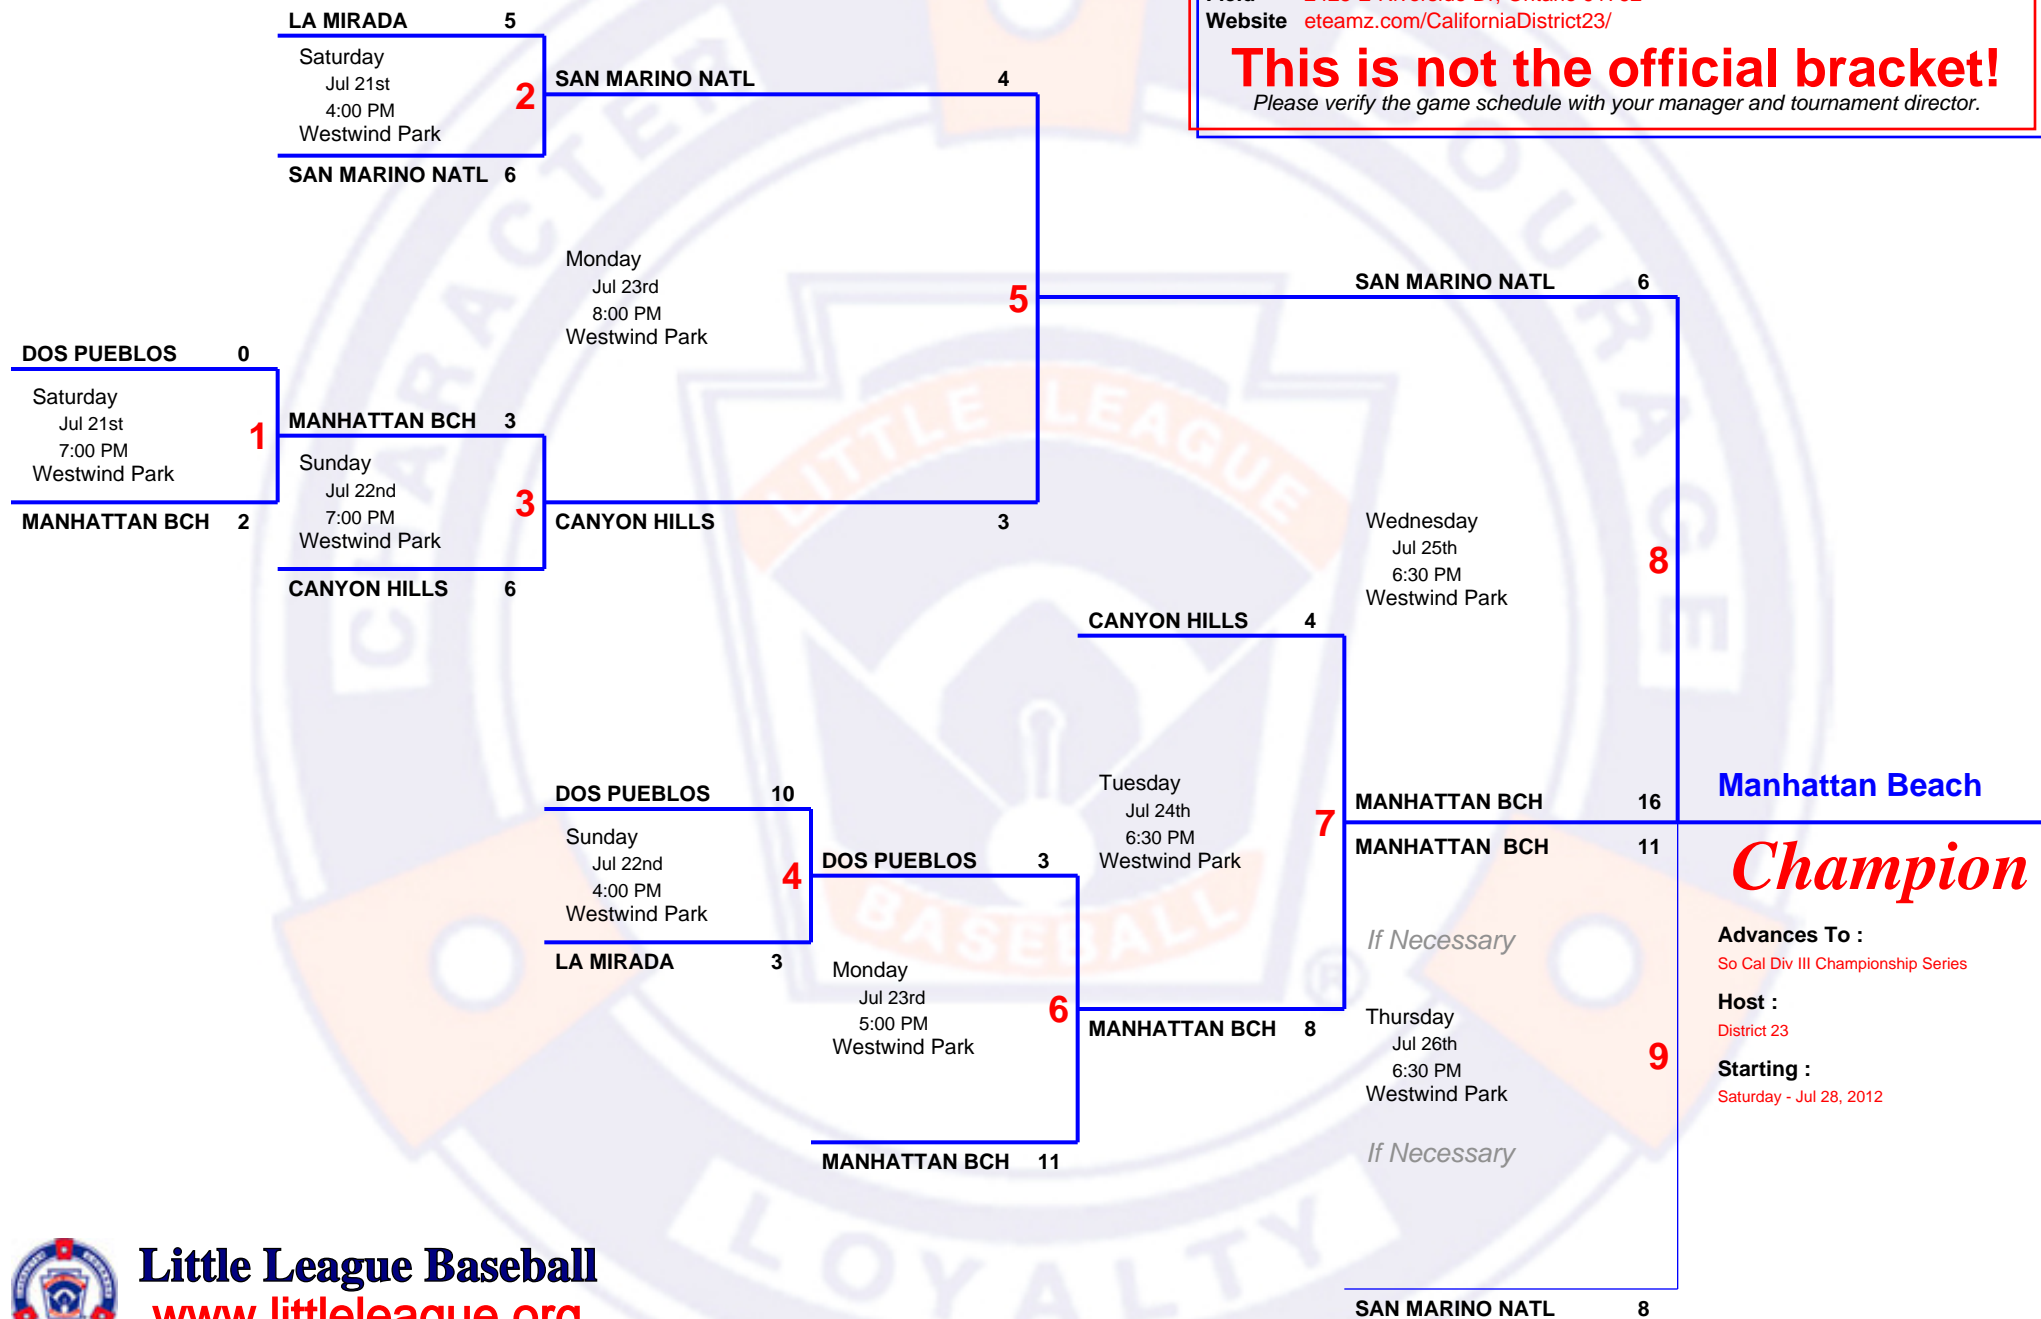 LA MIRADA 5
Saturday
Jul 21st
4:00 PM
Westwind Park
2
SAN MARINO NATL 6
SAN MARINO NATL 4
Website eteamz.com/CaliforniaDistrict23/
This is not the official bracket!
Please verify the game schedule with your manager and tournament director.
Monday
Jul 23rd
8:00 PM
Westwind Park
5
SAN MARINO NATL 6
DOS PUEBLOS 0
Saturday
Jul 21st
7:00 PM
Westwind Park
1
MANHATTAN BCH 2
MANHATTAN BCH 3
Sunday
Jul 22nd
7:00 PM
Westwind Park
3
CANYON HILLS 6
CANYON HILLS 3
Wednesday
Jul 25th
6:30 PM
Westwind Park
8
CANYON HILLS 4
Tuesday
Jul 24th
6:30 PM
Westwind Park
7
MANHATTAN BCH 8
DOS PUEBLOS 10
Sunday
Jul 22nd
4:00 PM
Westwind Park
4
LA MIRADA 3
DOS PUEBLOS 3
Monday
Jul 23rd
5:00 PM
Westwind Park
6
MANHATTAN BCH 11
MANHATTAN BCH 16
MANHATTAN BCH 11
If Necessary
Thursday
Jul 26th
6:30 PM
Westwind Park
9
If Necessary
SAN MARINO NATL 8
Manhattan Beach
Champion
Advances To :
So Cal Div III Championship Series
Host :
District 23
Starting :
Saturday - Jul 28, 2012
CHARACTER
COURAGE
LOYALTY
LITTLE LEAGUE
BASEBALL
®
Little League Baseball
www.littleleague.org